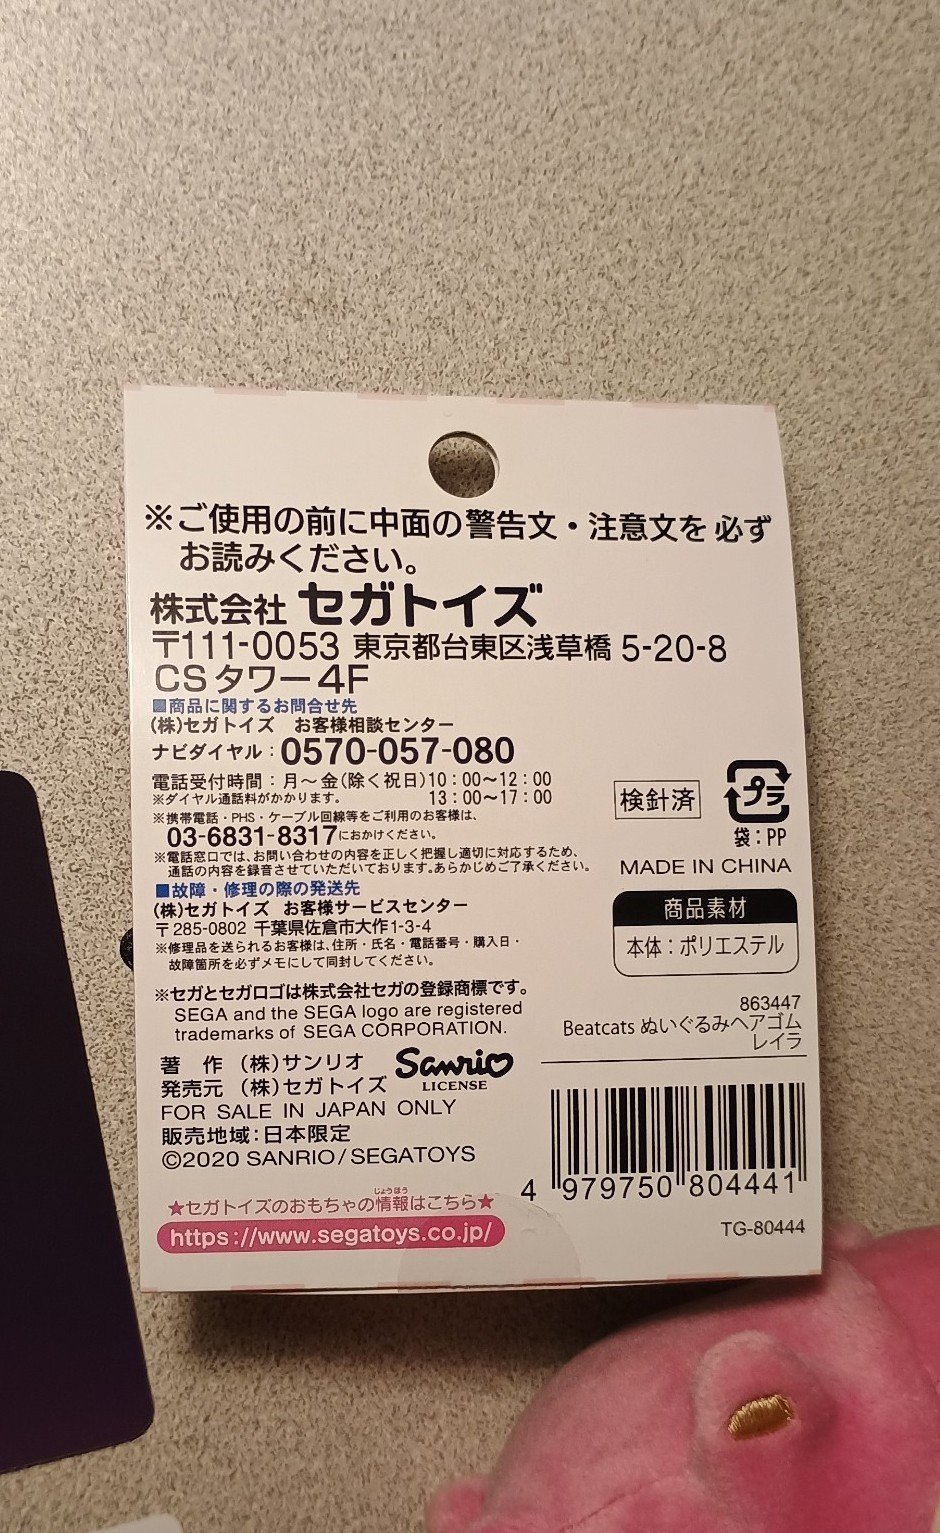 ※ご使用の前に中面の警告文・注意文を必ず
お読みください。
株式会社 セガトイズ
〒111-0053 東京都台東区浅草橋 5-20-8
CSタワー4F
■商品に関するお問合せ先
(株)セガトイズ お客様相談センター
ナビダイヤル：0570-057-080
電話受付時間：月～金(除く祝日)10：00～12：00
※ダイヤル通話料がかかります。 13：00～17：00
※携帯電話・PHS・ケーブル回線等をご利用のお客様は、
03-6831-8317におかけください。
※電話窓口では、お問い合わせの内容を正しく把握し適切に対応するため、
通話の内容を録音させていただいております。あらかじめご了承ください。
■故障・修理の際の発送先
(株)セガトイズ お客様サービスセンター
〒285-0802 千葉県佐倉市大作1-3-4
※修理品を送られるお客様は、住所・氏名・電話番号・購入日・
故障箇所を必ずメモにして同封してください。
※セガとセガロゴは株式会社セガの登録商標です。
SEGA and the SEGA logo are registered
trademarks of SEGA CORPORATION.
著 作 (株)サンリオ
発売元 (株)セガトイズ
Sanrio
LICENSE
FOR SALE IN JAPAN ONLY
販売地域：日本限定
©2020 SANRIO/SEGATOYS
じょうほう
★セガトイズのおもちゃの情報はこちら★
https://www.segatoys.co.jp/
検針済
プラ
袋：PP
MADE IN CHINA
商品素材
本体：ポリエステル
863447
Beatcats ぬいぐるみヘアゴム
レイラ
4 979750 804441
TG-80444